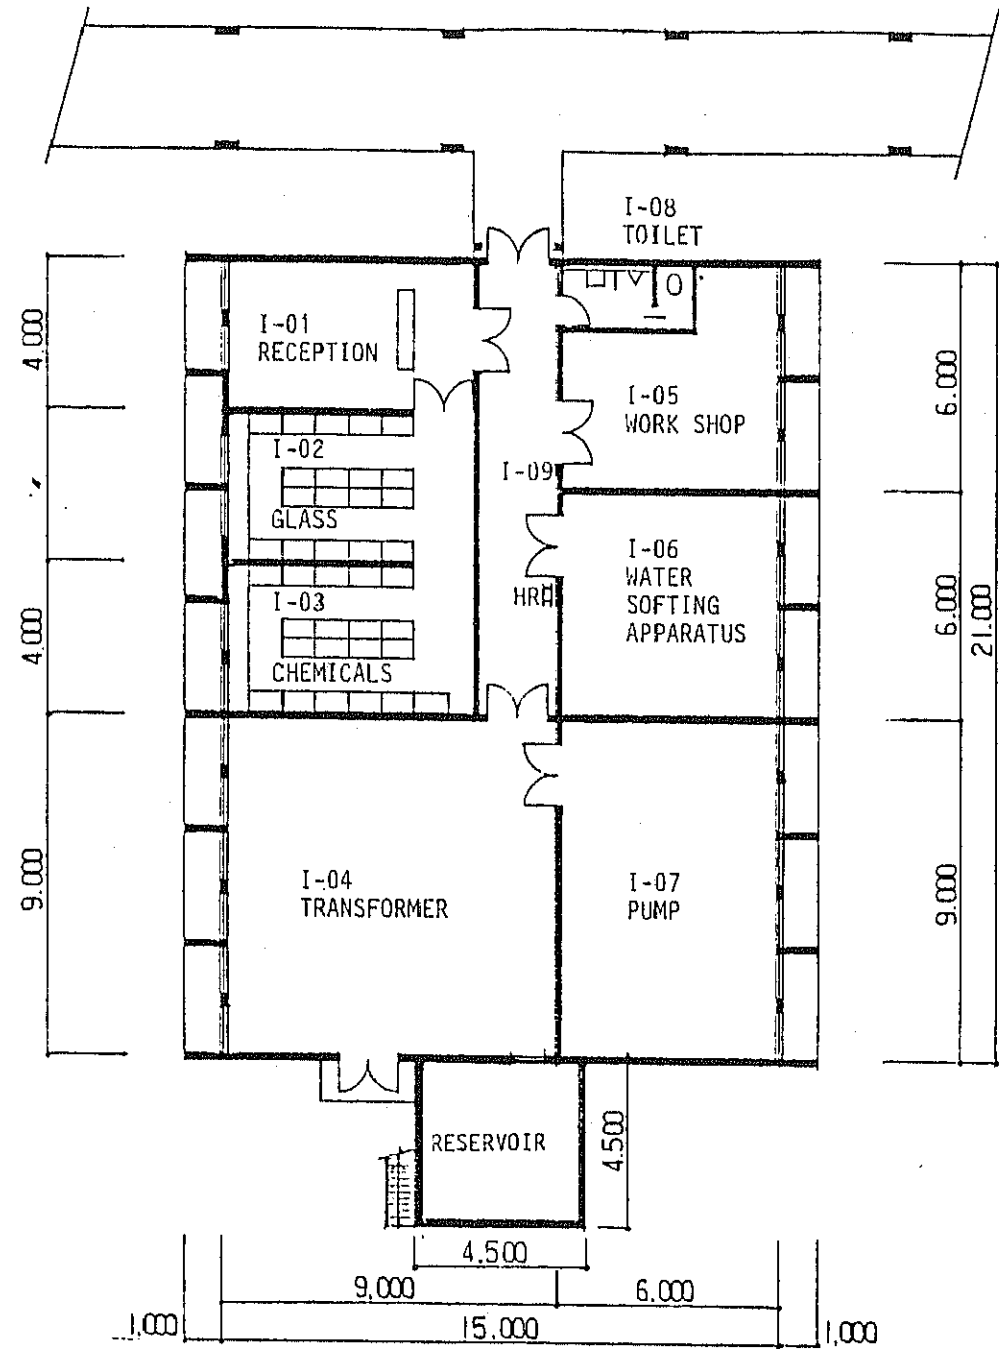 I-08
TOILET
I-01
RECEPTION
4.000
6.000
I-05
WORK SHOP
I-02
I-09
GLASS
I-06
WATER
SOFTING
APPARATUS
HRH
I-03
CHEMICALS
4.000
6.000
21.000
9.000
I-04
TRANSFORMER
I-07
PUMP
9.000
RESERVOIR
4.500
4.500
9,000
6.000
1,000
15,000
1,000